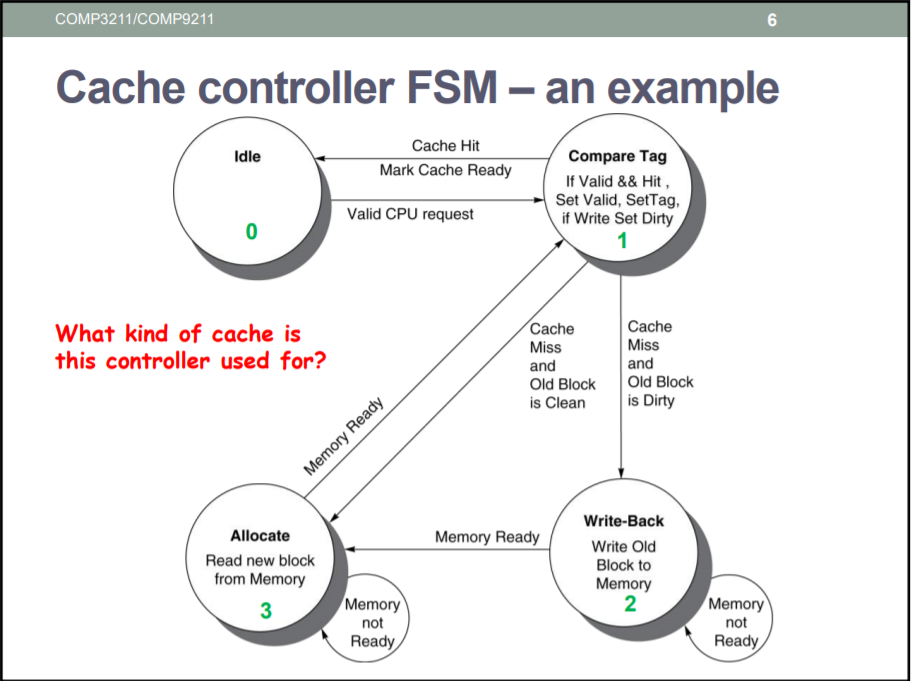 COMP3211/COMP9211
6
Cache controller FSM – an example
Idle
0
Cache Hit
Mark Cache Ready
Valid CPU request
Compare Tag
If Valid && Hit ,
Set Valid, SetTag,
if Write Set Dirty
1
What kind of cache is
this controller used for?
Cache
Miss
and
Old Block
is Clean
Cache
Miss
and
Old Block
is Dirty
Memory Ready
Allocate
Read new block
from Memory
3
Memory
not
Ready
Memory Ready
Write-Back
Write Old
Block to
Memory
2
Memory
not
Ready